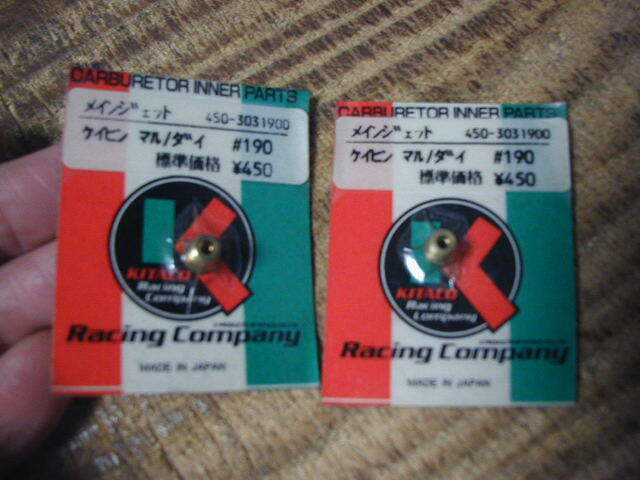 CARBURETOR INNER PARTS
メインジェット 450-3031900
ケイヒン マル/ダイ #190
標準価格 ¥450
KITACO
Racing
Company
Racing Company
MADE IN JAPAN
CARBURETOR INNER PARTS
メインジェット 450-3031900
ケイヒン マル/ダイ #190
標準価格 ¥450
KITACO
Racing
Company
Racing Company
MADE IN JAPAN